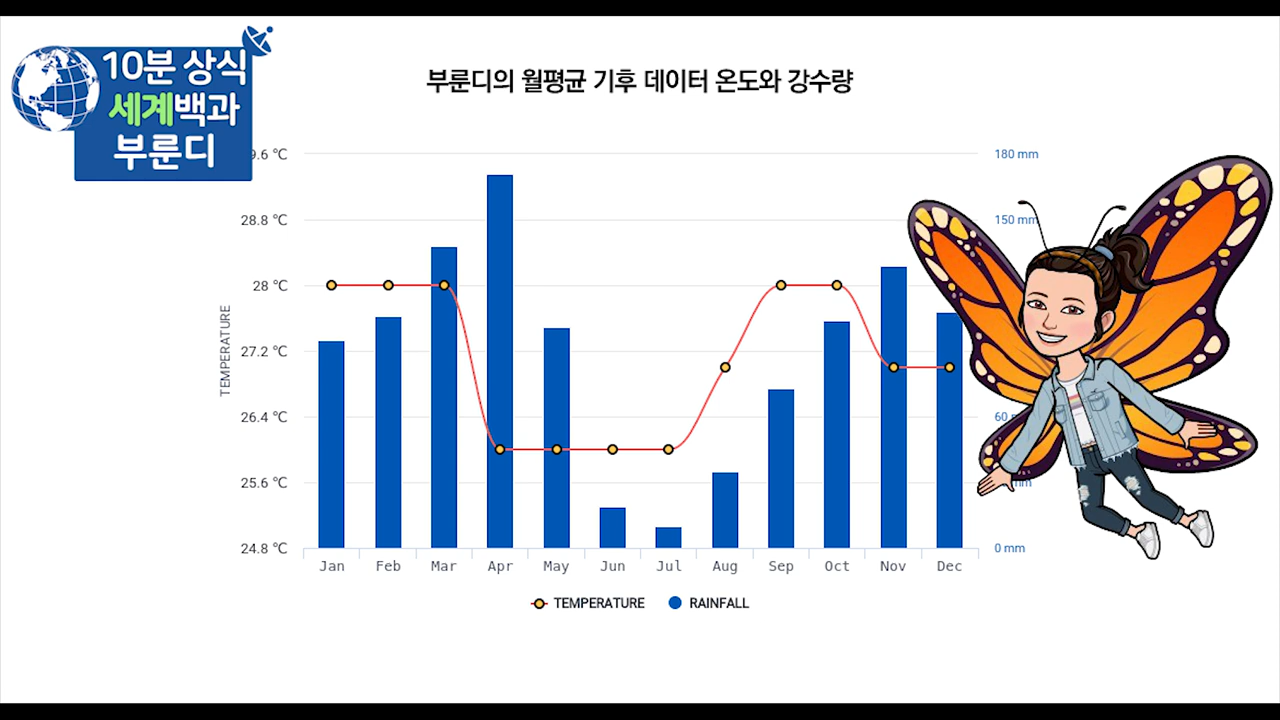 10분 상식
세계백과
부룬디
부룬디의 월평균 기후 데이터 온도와 강수량
9.6 ℃
180 mm
28.8 ℃
150 mm
28 ℃
27.2 ℃
TEMPERATURE
26.4 ℃
60
25.6 ℃
mm
24.8 ℃
0 mm
Jan Feb Mar Apr May Jun Jul Aug Sep Oct Nov Dec
TEMPERATURE RAINFALL